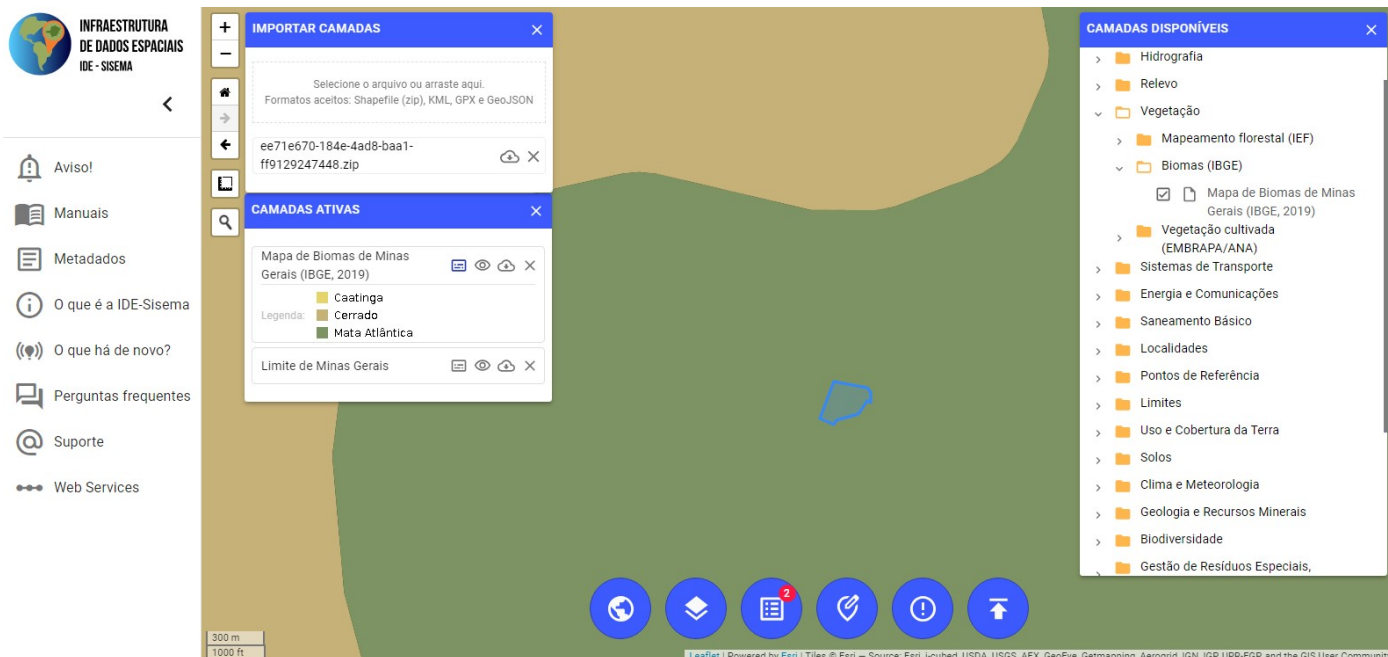 INFRAESTRUTURA
DE DADOS ESPACIAIS
IDE - SISEMA
Aviso!
Manuais
Metadados
O que é a IDE-Sisema
O que há de novo?
Perguntas frequentes
Suporte
Web Services
IMPORTAR CAMADAS
Selecione o arquivo ou arraste aqui.
Formatos aceitos: Shapefile (zip), KML, GPX e GeoJSON
ee71e670-184e-4ad8-baa1-
ff9129247448.zip
CAMADAS ATIVAS
Mapa de Biomas de Minas
Gerais (IBGE, 2019)
Legenda:
Caatinga
Cerrado
Mata Atlântica
Limite de Minas Gerais
CAMADAS DISPONÍVEIS
Hidrografia
Relevo
Vegetação
Mapeamento florestal (IEF)
Biomas (IBGE)
Mapa de Biomas de Minas
Gerais (IBGE, 2019)
Vegetação cultivada
(EMBRAPA/ANA)
Sistemas de Transporte
Energia e Comunicações
Saneamento Básico
Localidades
Pontos de Referência
Limites
Uso e Cobertura da Terra
Solos
Clima e Meteorologia
Geologia e Recursos Minerais
Biodiversidade
Gestão de Resíduos Especiais,
2
300 m
1000 ft
Leaflet | Powered by Esri | Tiles © Esri — Source: Esri, i-cubed, USDA, USGS, AEX, GeoEye, Getmapping, Aerogrid, IGN, IGP, UPR-EGP, and the GIS User Communit